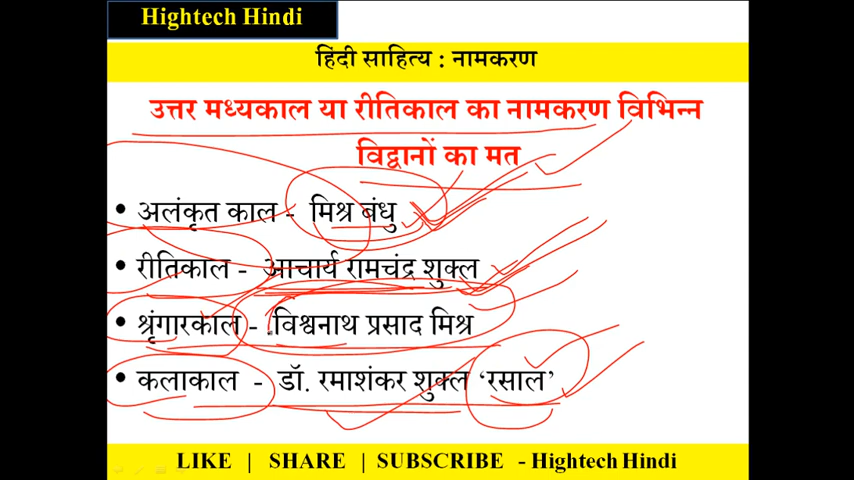 Hightech Hindi
हिंदी साहित्य : नामकरण
उत्तर मध्यकाल या रीतिकाल का नामकरण विभिन्न
विद्वानों का मत
• अलंकृत काल - मिश्र बंधु
• रीतिकाल - आचार्य रामचंद्र शुक्ल
• श्रृंगारकाल - विश्वनाथ प्रसाद मिश्र
• कलाकाल - डॉ. रमाशंकर शुक्ल ‘रसाल’
LIKE | SHARE | SUBSCRIBE - Hightech Hindi